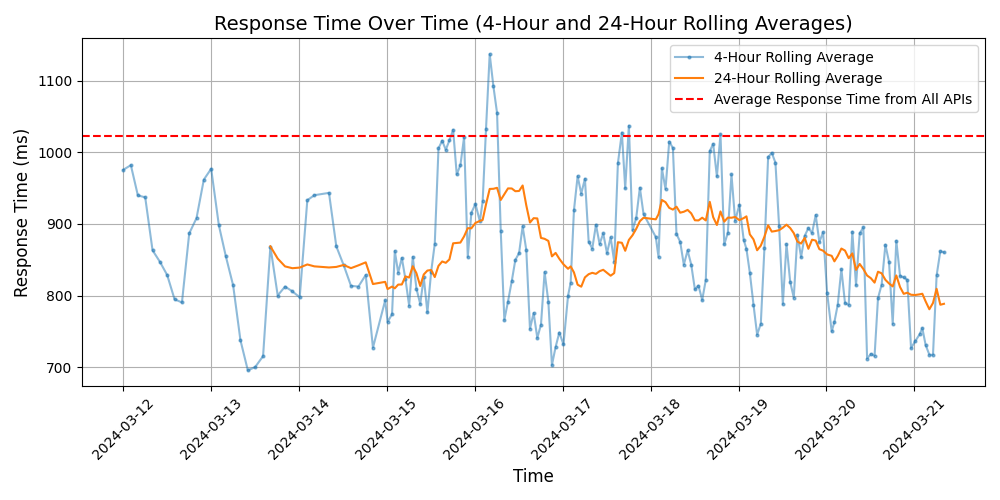 Response Time Over Time (4-Hour and 24-Hour Rolling Averages)
4-Hour Rolling Average
24-Hour Rolling Average
Average Response Time from All APIs
Response Time (ms)
1100
1000
900
800
700
2024-03-12
2024-03-13
2024-03-14
2024-03-15
2024-03-16
2024-03-17
2024-03-18
2024-03-19
2024-03-20
2024-03-21
Time